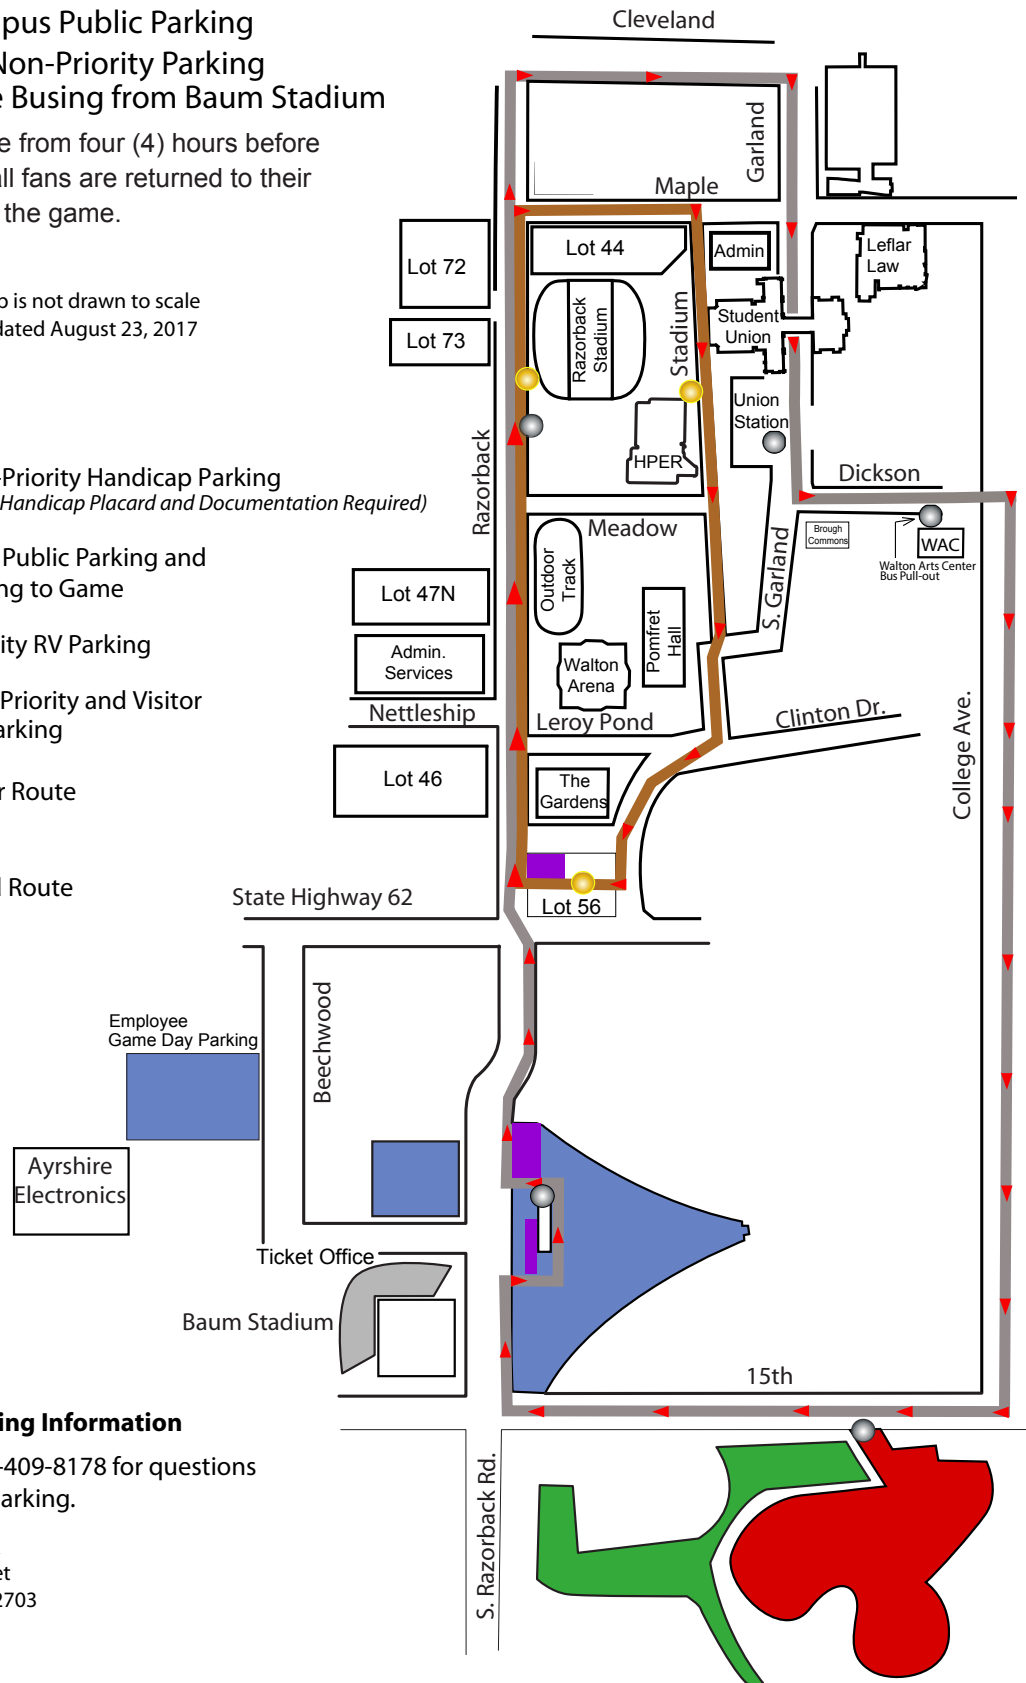 pus Public Parking
Non-Priority Parking
e Busing from Baum Stadium
e from four (4) hours before
all fans are returned to their
the game.
p is not drawn to scale
dated August 23, 2017
-Priority Handicap Parking
Handicap Placard and Documentation Required)
Public Parking and
ng to Game
ity RV Parking
Priority and Visitor
arking
r Route
l Route
Cleveland
Garland
Maple
Lot 44
Admin
Leflar
Law
Lot 72
Lot 73
Razorback
Stadium
Stadium
Student
Union
Union
Station
HPER
Razorback
Dickson
Meadow
Brough
Commons
WAC
Walton Arts Center
Bus Pull-out
Outdoor
Track
S. Garland
Lot 47N
Admin.
Services
Pomfret
Hall
Walton
Arena
Nettleship
Leroy Pond
Clinton Dr.
College Ave.
Lot 46
The
Gardens
State Highway 62
Lot 56
Beechwood
Employee
Game Day Parking
Ayrshire
Electronics
Ticket Office
Baum Stadium
15th
S. Razorback Rd.
ing Information
-409-8178 for questions
arking.
et
2703